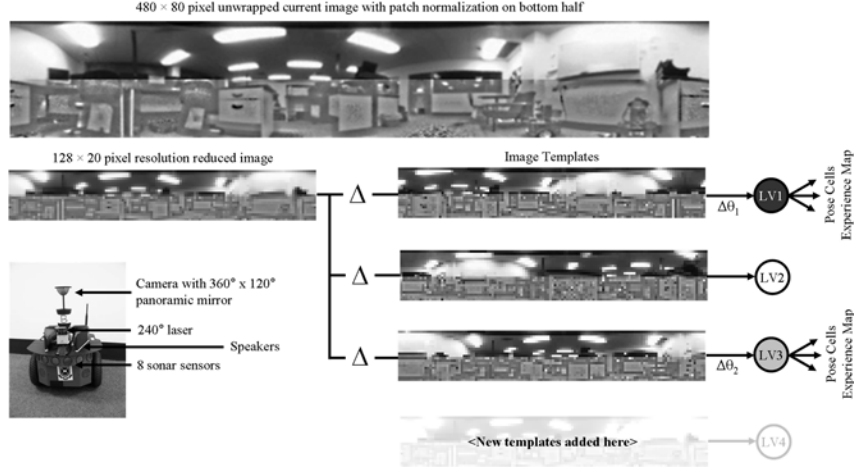 480 × 80 pixel unwrapped current image with patch normalization on bottom half
128 × 20 pixel resolution reduced image
Image Templates
Δ
Δθ1
LV1
Pose Cells
Experience Map
Δ
LV2
Camera with 360° x 120°
panoramic mirror
240° laser
Speakers
8 sonar sensors
Δ
Δθ2
LV3
Pose Cells
Experience Map
<New templates added here>
LV4